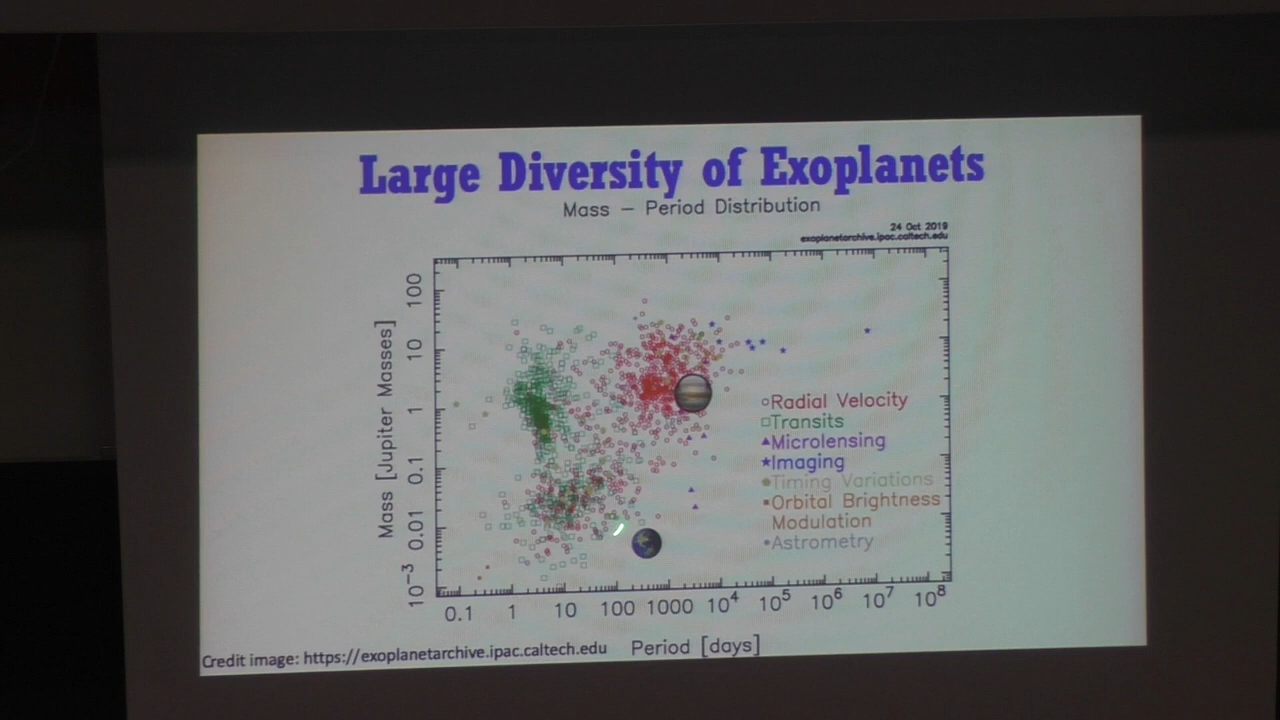 Large Diversity of Exoplanets
Mass – Period Distribution
24 Oct 2019
exoplanetarchive.ipac.caltech.edu
Mass [Jupiter Masses]
100
10
1
0.1
0.01
10⁻³
Radial Velocity
Transits
Microlensing
Imaging
Timing Variations
Orbital Brightness
Modulation
Astrometry
0.1 1 10 100 1000 10⁴ 10⁵ 10⁶ 10⁷ 10⁸
Period [days]
Credit image: https://exoplanetarchive.ipac.caltech.edu